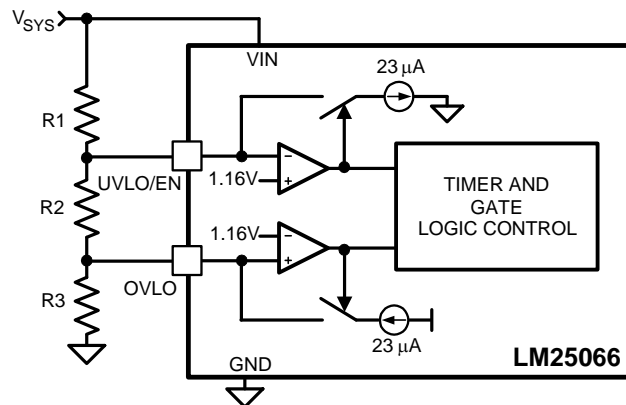 VSYS
VIN
23 μA
R1
UVLO/EN
1.16V
−
+
TIMER AND
GATE
LOGIC CONTROL
R2
1.16V
−
+
OVLO
R3
23 μA
GND
LM25066